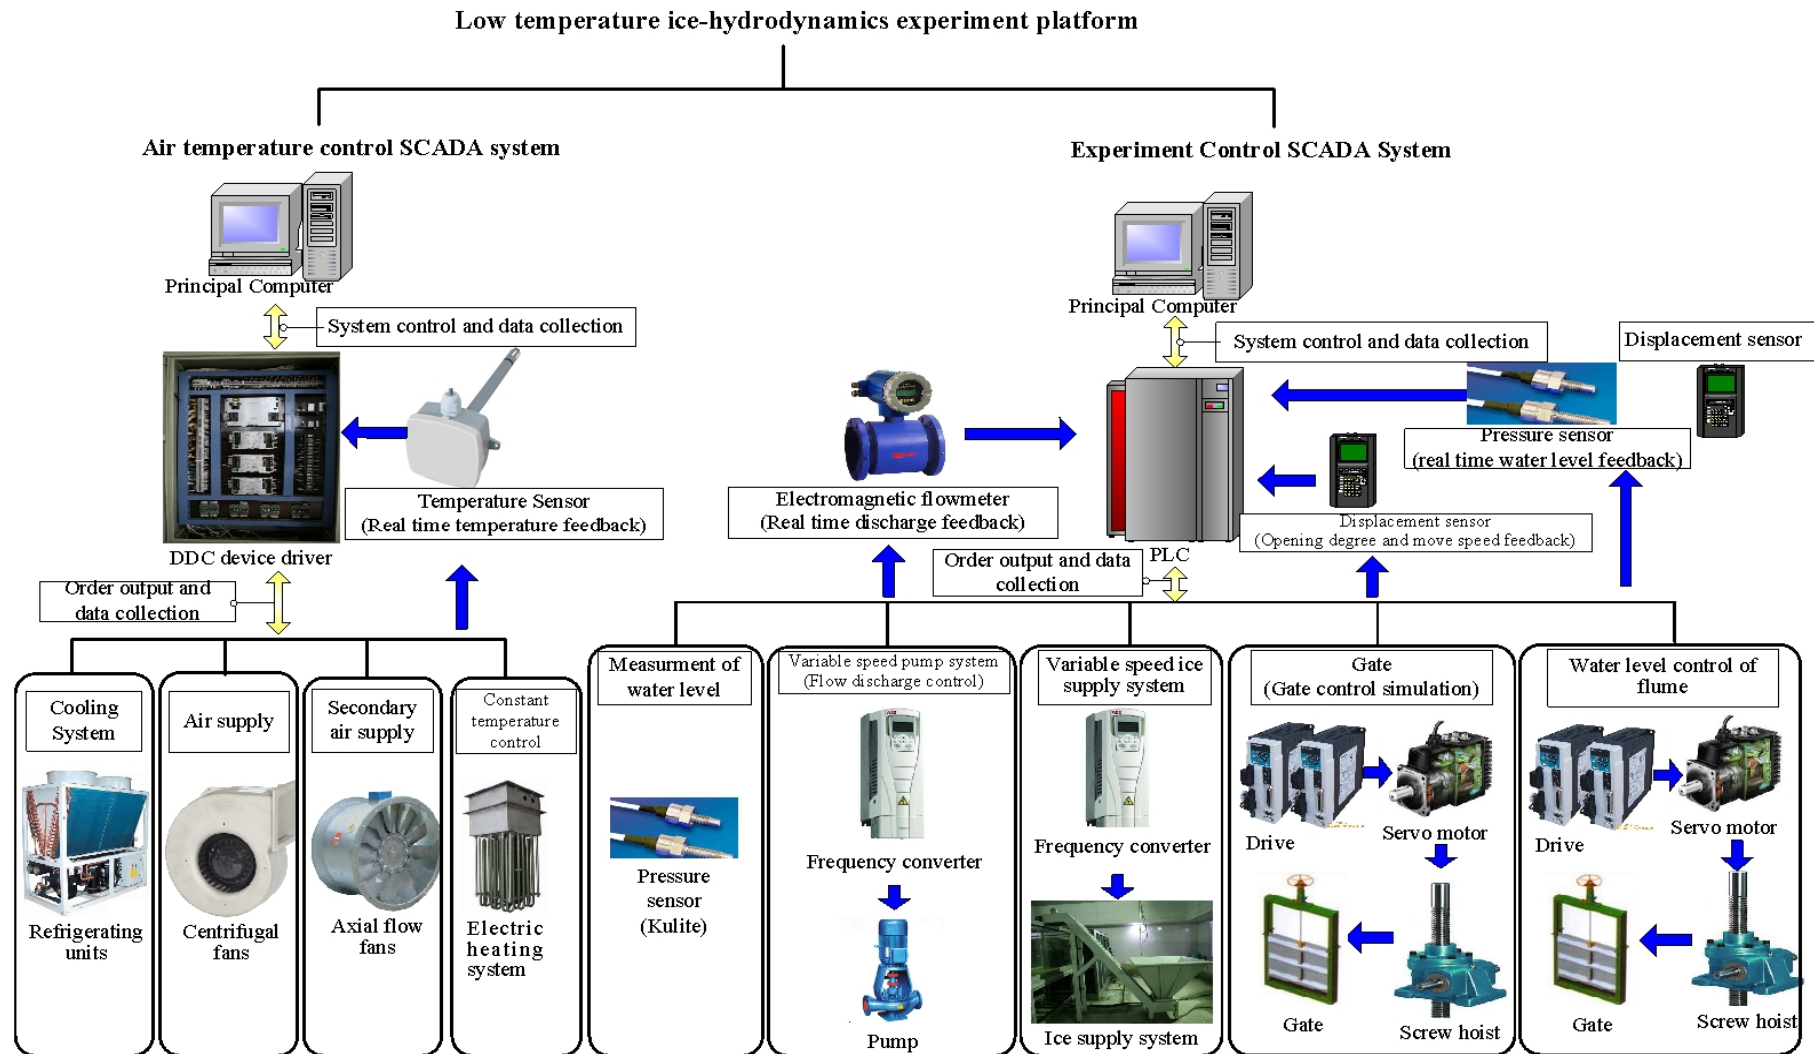 Low temperature ice-hydrodynamics experiment platform
Air temperature control SCADA system
Experiment Control SCADA System
Principal Computer
System control and data collection
Temperature Sensor
(Real time temperature feedback)
DDC device driver
Order output and
data collection
Cooling
System
Refrigerating
units
Air supply
Centrifugal
fans
Secondary
air supply
Axial flow
fans
Constant
temperature
control
Electric
heating
system
Principal Computer
System control and data collection
Displacement sensor
Pressure sensor
(real time water level feedback)
Electromagnetic flowmeter
(Real time discharge feedback)
Displacement sensor
(Opening degree and move speed feedback)
PLC
Order output and data
collection
Measurment of
water level
Pressure
sensor
(Kulite)
Variable speed pump system
(Flow discharge control)
Frequency converter
Pump
Variable speed ice
supply system
Frequency converter
Ice supply system
Gate
(Gate control simulation)
Drive
Servo motor
Gate
Screw hoist
Water level control of
flume
Drive
Servo motor
Gate
Screw hoist